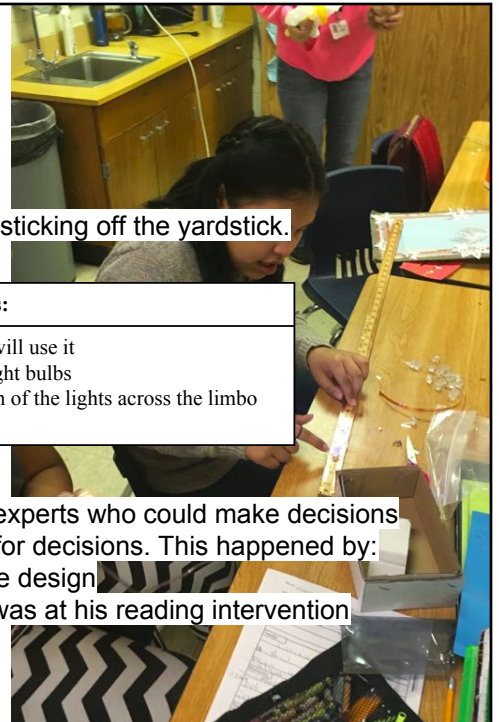 sticking off the yardstick.
:
will use it
ght bulbs
n of the lights across the limbo
experts who could make decisions
for decisions. This happened by:
e design
was at his reading intervention